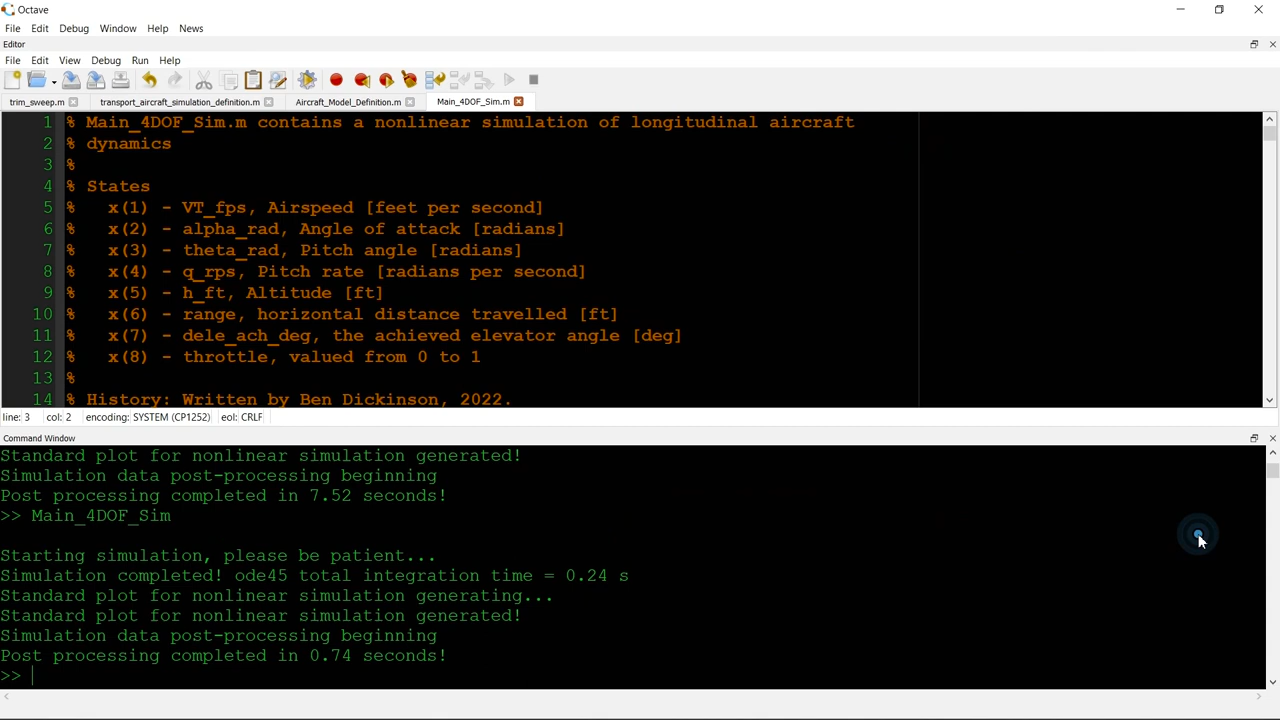 Octave
File Edit Debug Window Help News
Editor
File Edit View Debug Run Help
trim_sweep.m transport_aircraft_simulation_definition.m Aircraft_Model_Definition.m Main_4DOF_Sim.m
1 % Main_4DOF_Sim.m contains a nonlinear simulation of longitudinal aircraft
2 % dynamics
3 %
4 % States
5 % x(1) - VT_fps, Airspeed [feet per second]
6 % x(2) - alpha_rad, Angle of attack [radians]
7 % x(3) - theta_rad, Pitch angle [radians]
8 % x(4) - q_rps, Pitch rate [radians per second]
9 % x(5) - h_ft, Altitude [ft]
10 % x(6) - range, horizontal distance travelled [ft]
11 % x(7) - dele_ach_deg, the achieved elevator angle [deg]
12 % x(8) - throttle, valued from 0 to 1
13 %
14 % History: Written by Ben Dickinson, 2022.
line: 3 col: 2 encoding: SYSTEM (CP1252) eol: CRLF
Command Window
Standard plot for nonlinear simulation generated!
Simulation data post-processing beginning
Post processing completed in 7.52 seconds!
>> Main_4DOF_Sim
Starting simulation, please be patient...
Simulation completed! ode45 total integration time = 0.24 s
Standard plot for nonlinear simulation generating...
Standard plot for nonlinear simulation generated!
Simulation data post-processing beginning
Post processing completed in 0.74 seconds!
>>